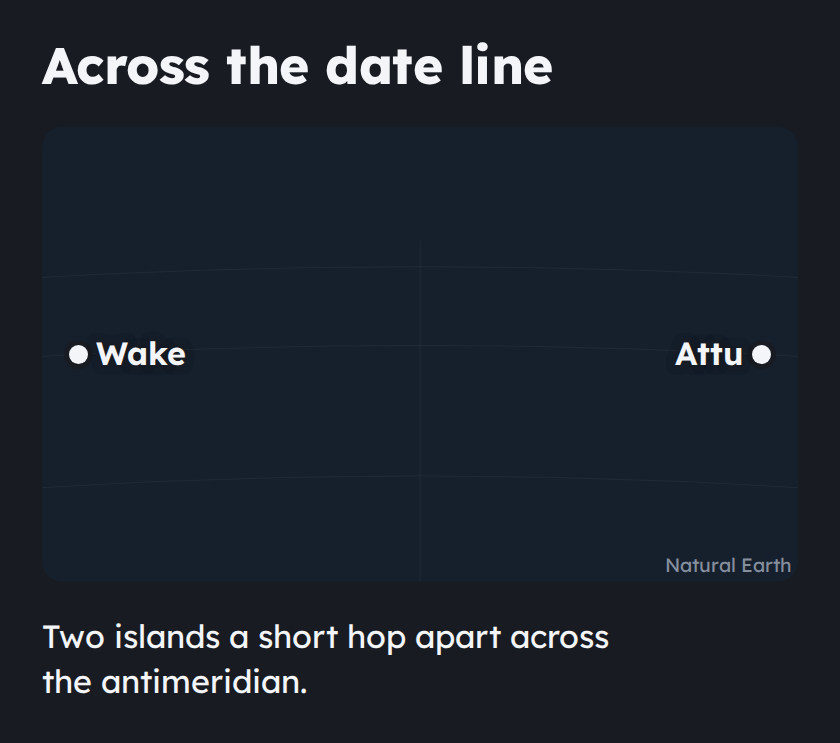 Across the date line
Wake
Attu
Natural Earth
Two islands a short hop apart across
the antimeridian.